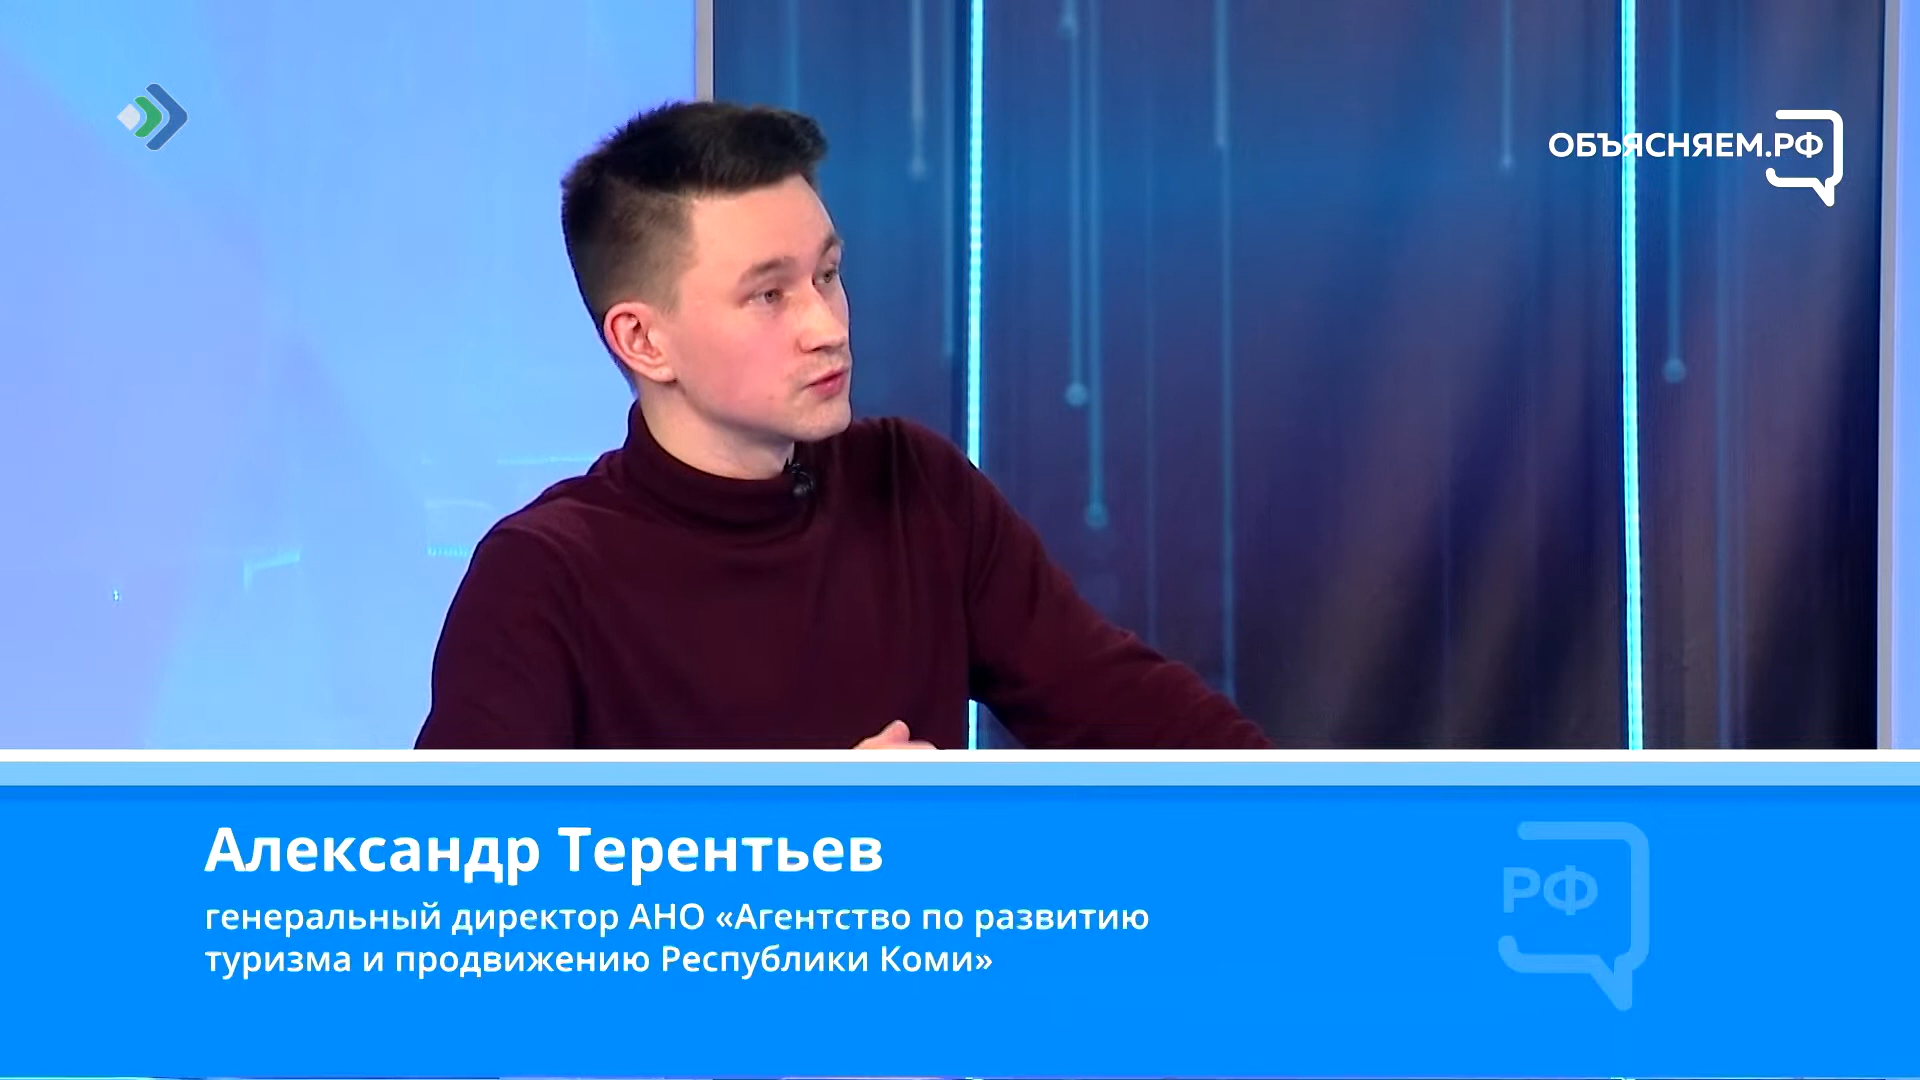 ОБЪЯСНЯЕМ.РФ
Александр Терентьев
генеральный директор АНО «Агентство по развитию
туризма и продвижению Республики Коми»
РФ